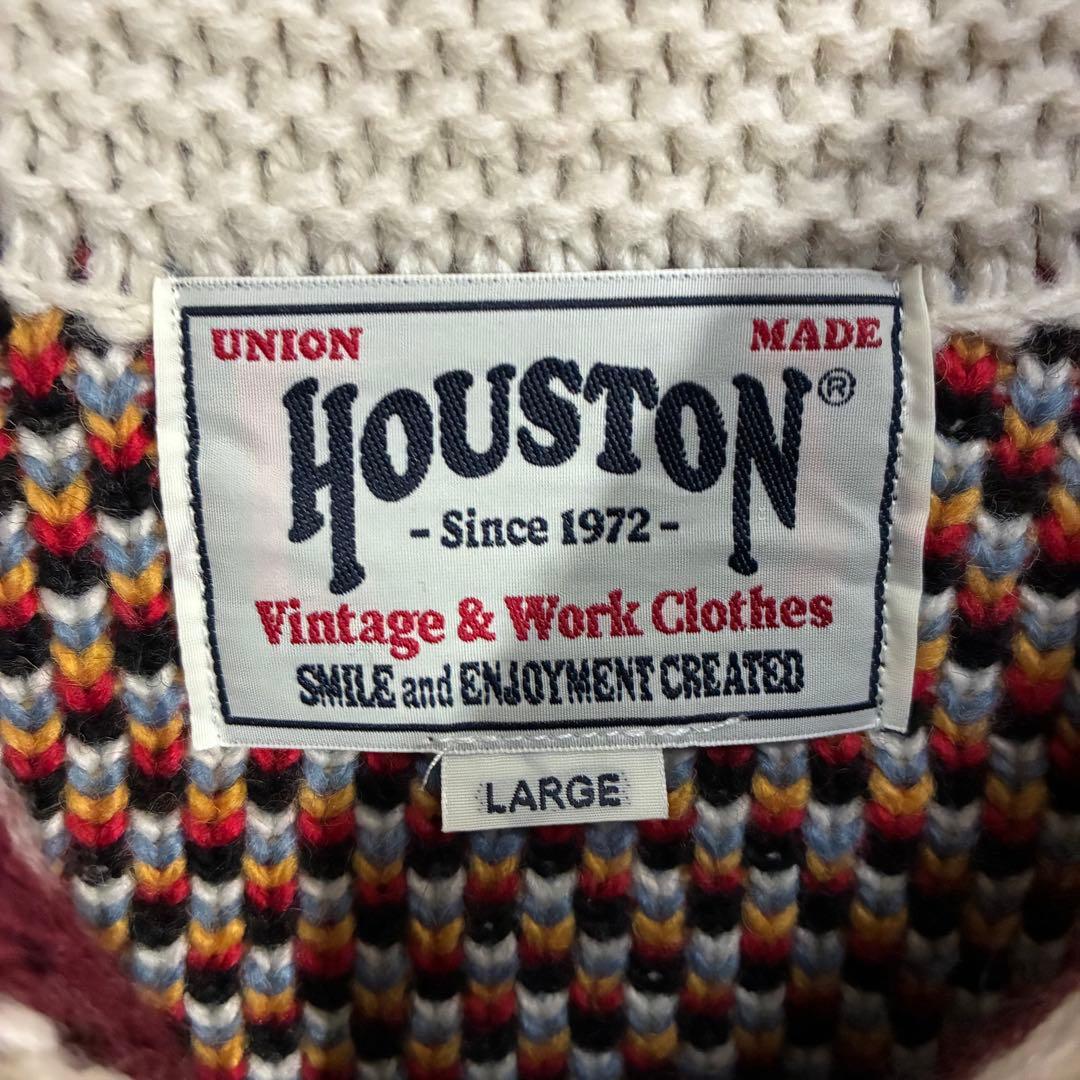 UNION MADE
HOUSTON®
- Since 1972 -
Vintage & Work Clothes
SMILE and ENJOYMENT CREATED
LARGE